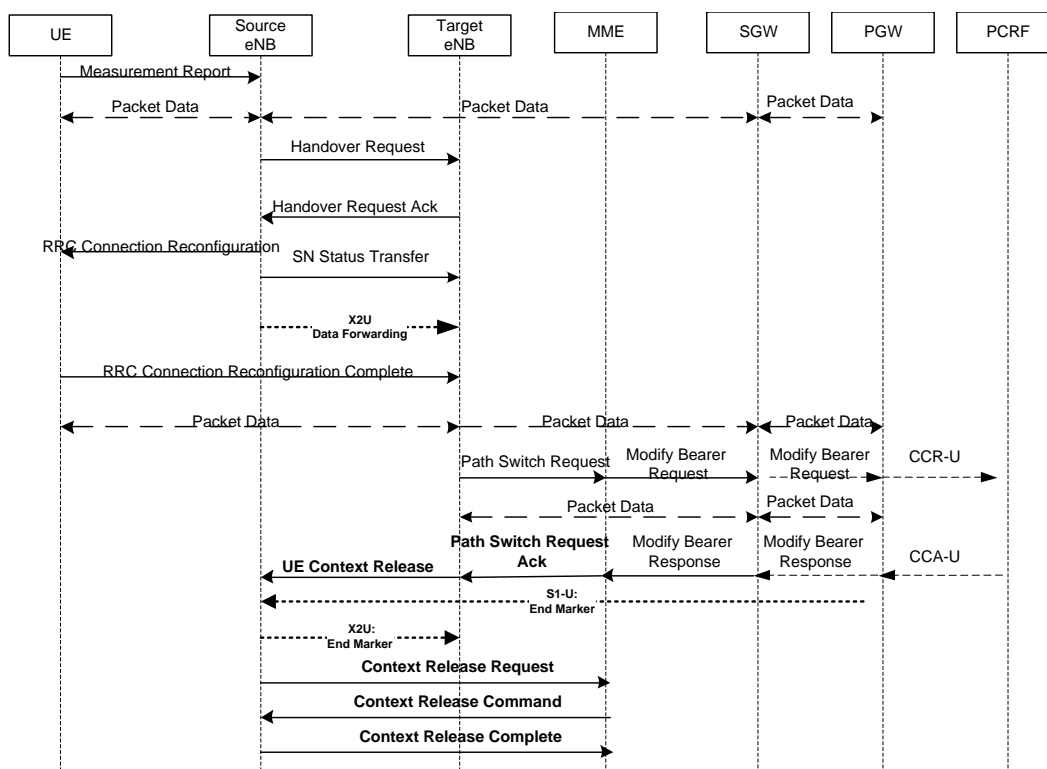 UE
Source
eNB
Target
eNB
MME
SGW
PGW
PCRF
Measurement Report
Packet Data
Packet Data
Packet Data
Handover Request
Handover Request Ack
RRC Connection Reconfiguration
SN Status Transfer
X2U
Data Forwarding
RRC Connection Reconfiguration Complete
Packet Data
Packet Data
Packet Data
Path Switch Request
Modify Bearer
Request
Modify Bearer
Request
CCR-U
Packet Data
Packet Data
Path Switch Request
Ack
Modify Bearer
Response
Modify Bearer
Response
CCA-U
UE Context Release
S1-U:
End Marker
X2U:
End Marker
Context Release Request
Context Release Command
Context Release Complete